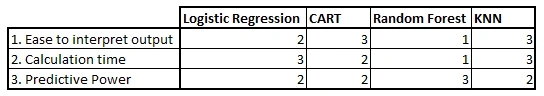 Logistic Regression CART Random Forest KNN
1. Ease to interpret output 2 3 1 3
2. Calculation time 3 2 1 3
3. Predictive Power 2 2 3 2